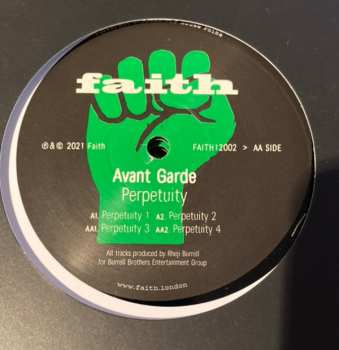 faith
℗ & © 2021 Faith
FAITH12002 > AA SIDE
Avant Garde
Perpetuity
A1. Perpetuity 1 A2. Perpetuity 2
AA1. Perpetuity 3 AA2. Perpetuity 4
All tracks produced by Rheji Burrell
for Burrell Brothers Entertainment Group
www.faith.london